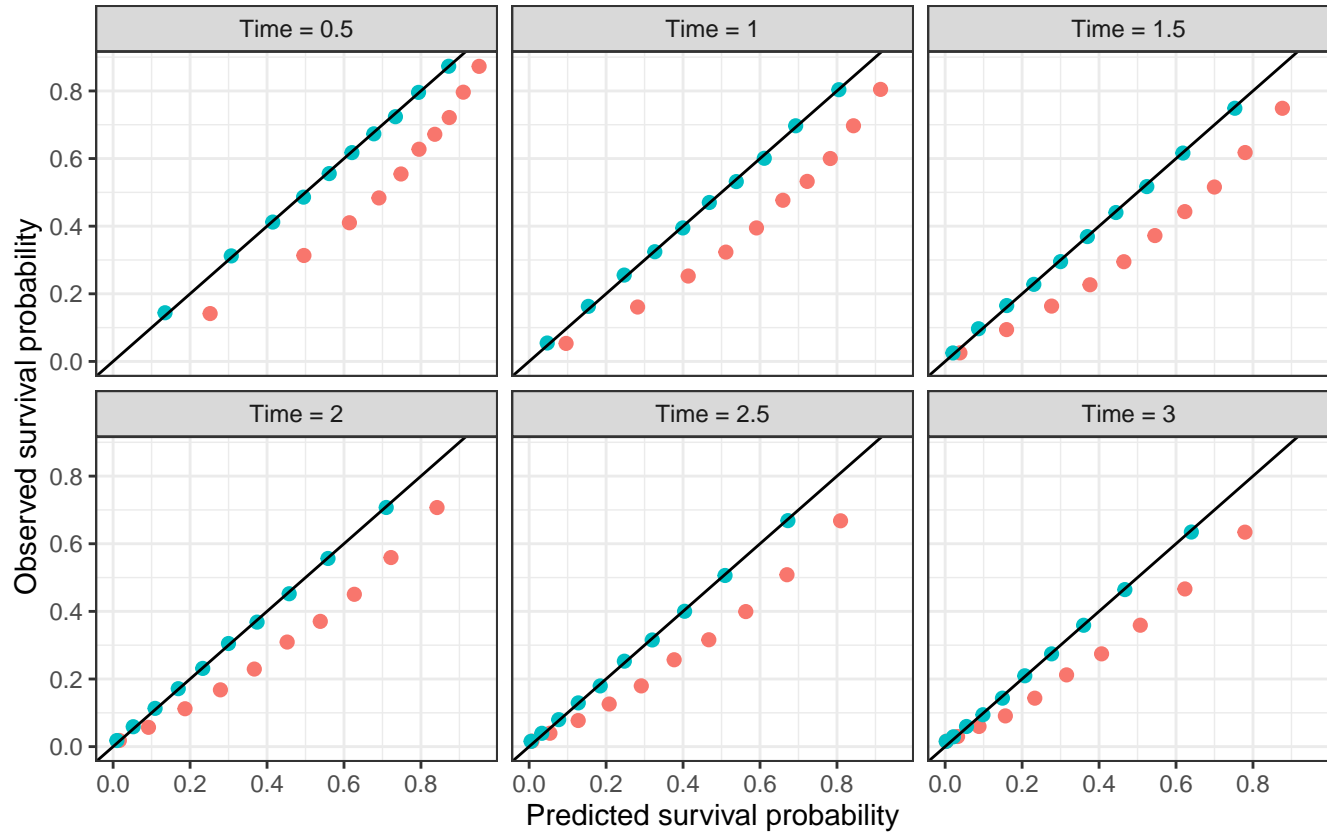 Time = 0.5
Time = 1
Time = 1.5
0.8
0.6
0.4
0.2
0.0
Time = 2
Time = 2.5
Time = 3
0.8
0.6
0.4
0.2
0.0
0.0 0.2 0.4 0.6 0.8
0.0 0.2 0.4 0.6 0.8
0.0 0.2 0.4 0.6 0.8
Observed survival probability
Predicted survival probability